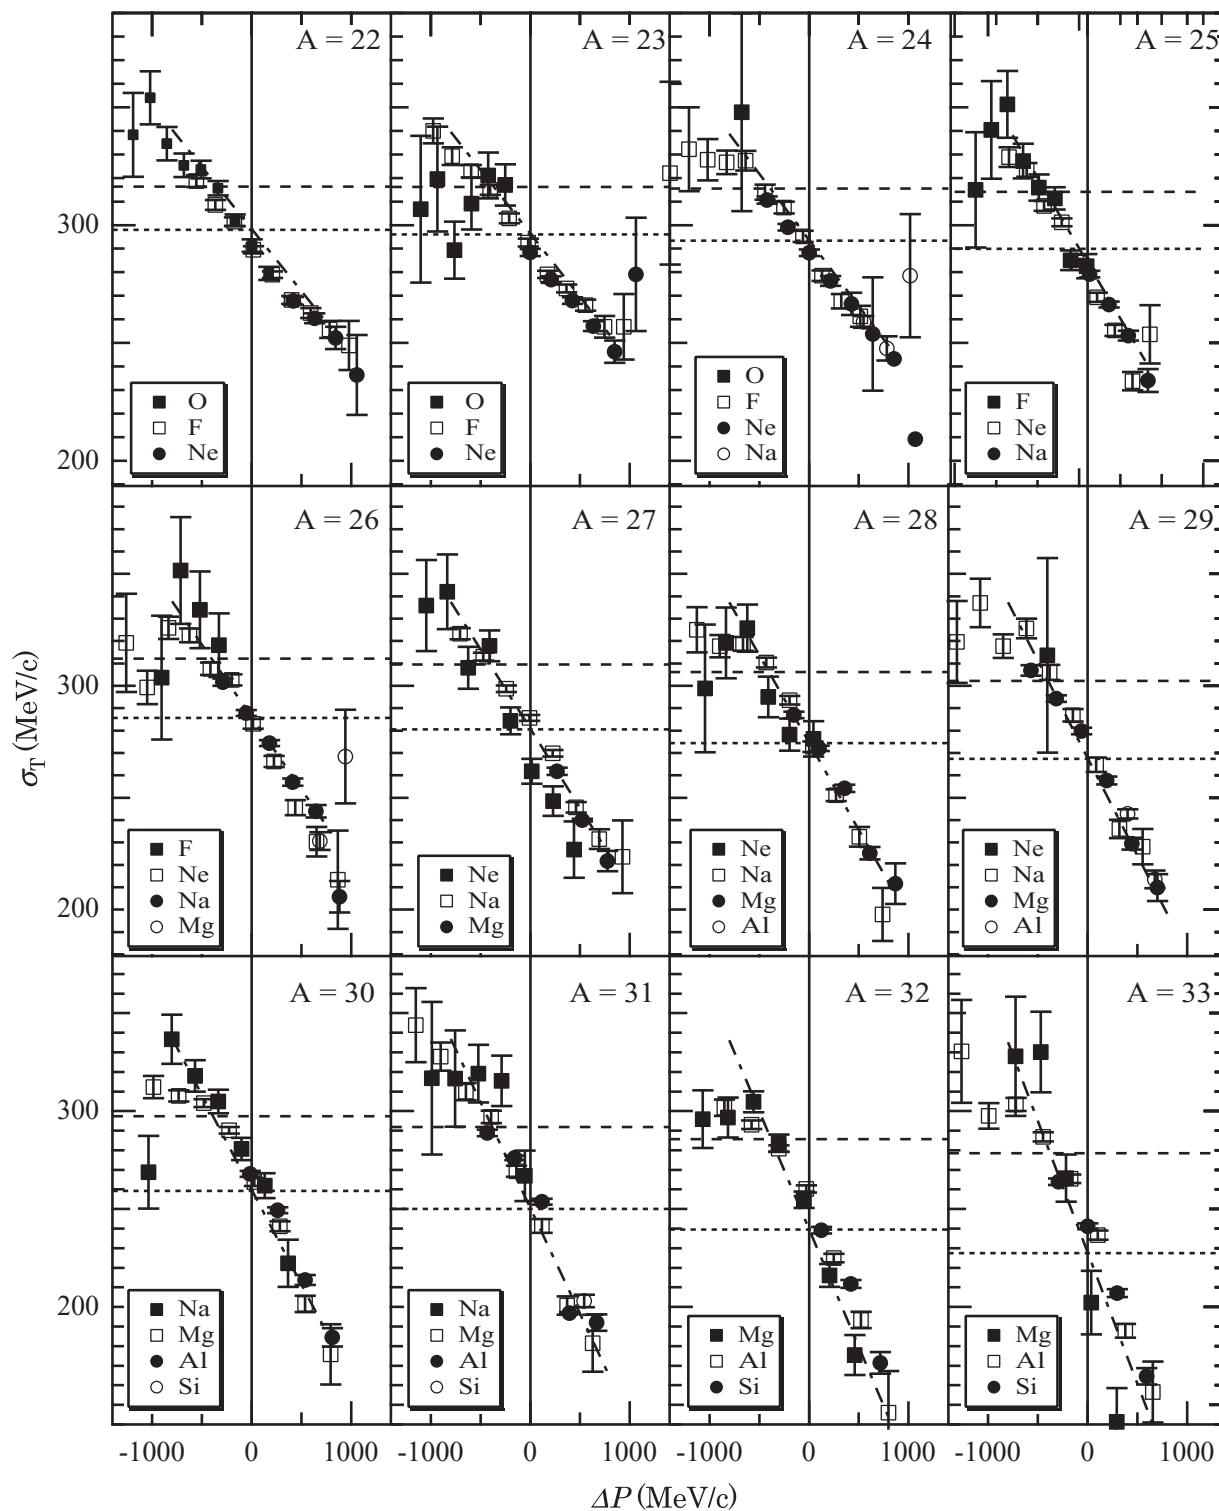 A = 22
A = 23
A = 24
A = 25
300
200
O
F
Ne
O
F
Ne
O
F
Ne
Na
F
Ne
Na
A = 26
A = 27
A = 28
A = 29
σT (MeV/c)
300
200
F
Ne
Na
Mg
Ne
Na
Mg
Ne
Na
Mg
Al
Ne
Na
Mg
Al
A = 30
A = 31
A = 32
A = 33
300
200
Na
Mg
Al
Si
Na
Mg
Al
Si
Mg
Al
Si
Mg
Al
Si
-1000 0 1000 -1000 0 1000 -1000 0 1000 -1000 0 1000
ΔP (MeV/c)